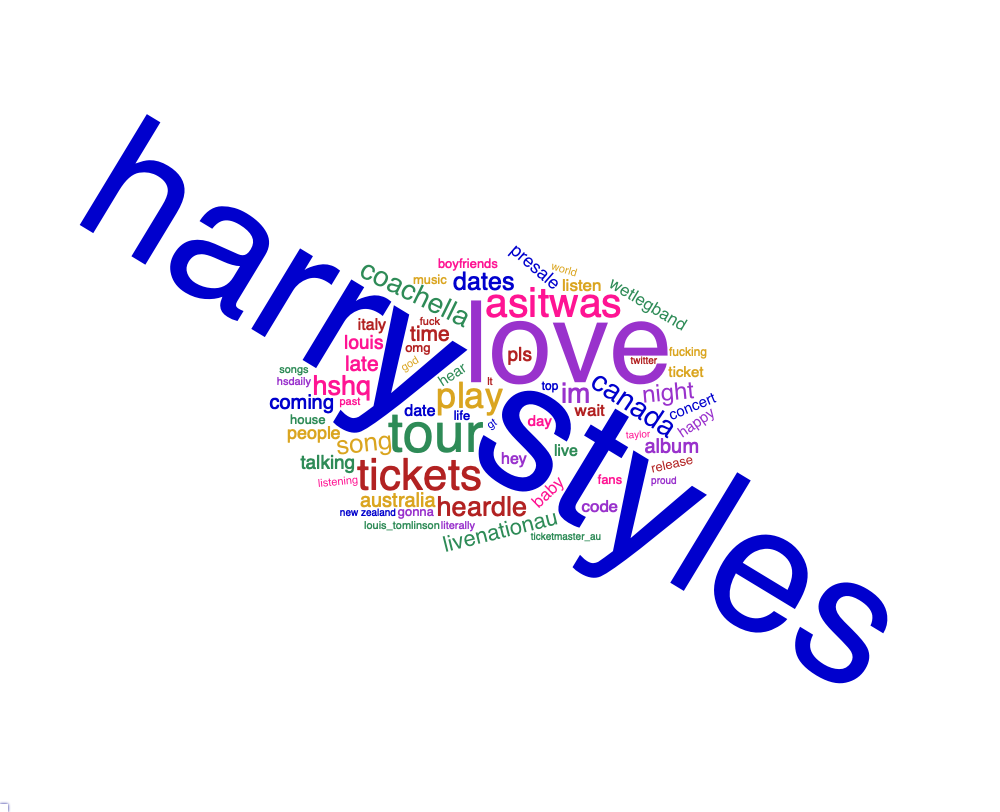 harry styles
presale
world
boyfriends
coachella
music
dates
listen
wetlegband
asitwas
love
italy
fuck
time
louis
omg
pls
twitter
fucking
late
god
hear
lt
ticket
songs
hsdaily
hshq
past
play
top
im
canada
night
coming
date
life
gt
day
wait
concert
happy
house
people
song
tour
hey
live
taylor
album
talking
tickets
release
listening
baby
fans
proud
australia
heardle
code
new zealand
gonna
louis_tomlinson
literally
livenationau
ticketmaster_au